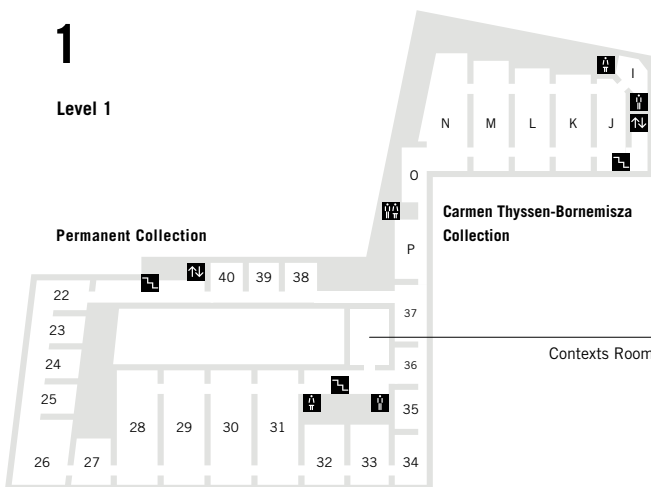 1
Level 1
I
N M L K J
O
Carmen Thyssen-Bornemisza
Collection
Permanent Collection
P
40 39 38
22
37
23
Contexts Room
24
36
25
35
28 29 30 31
26 27 32 33 34